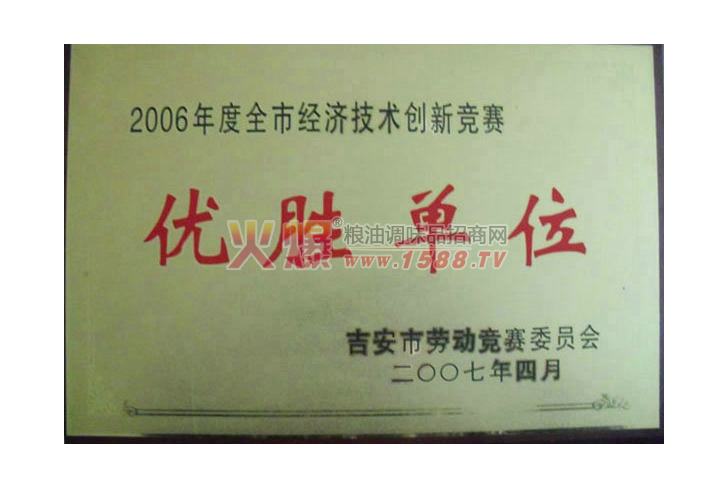 2006年度全市经济技术创新竞赛
优胜单位
火爆®粮油调味品招商网
www.1588.TV
吉安市劳动竞赛委员会
二〇〇七年四月